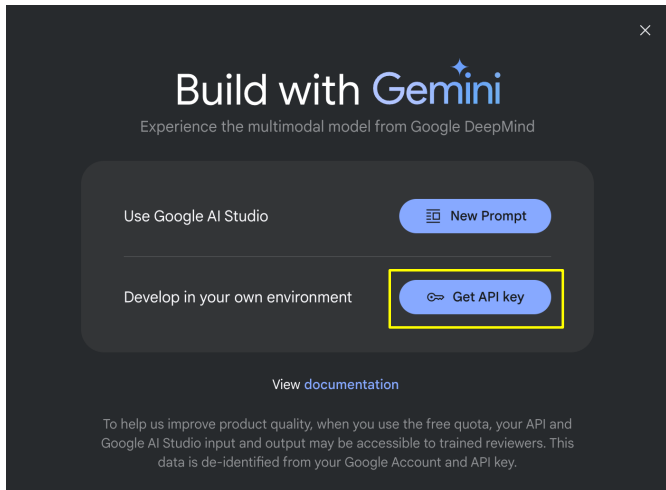 Build with Gemini
Experience the multimodal model from Google DeepMind
Use Google AI Studio
New Prompt
Develop in your own environment
Get API key
View documentation
To help us improve product quality, when you use the free quota, your API and
Google AI Studio input and output may be accessible to trained reviewers. This
data is de-identified from your Google Account and API key.